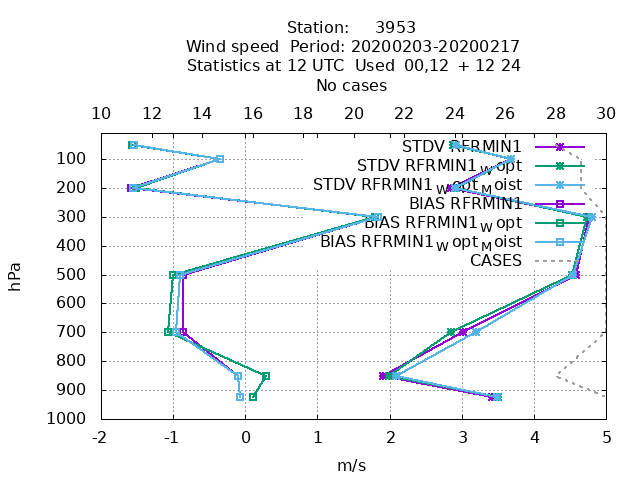 Station:     3953
Wind speed  Period: 20200203-20200217
Statistics at 12 UTC  Used  00,12  + 12 24
No cases
10 12 14 16 18 20 22 24 26 28 30
STDV RFRMIN1
STDV RFRMIN1_Wopt
STDV RFRMIN1_Wopt_Moist
BIAS RFRMIN1
BIAS RFRMIN1_Wopt
BIAS RFRMIN1_Wopt_Moist
CASES
100
200
300
400
500
600
700
800
900
1000
hPa
-2 -1 0 1 2 3 4 5
m/s